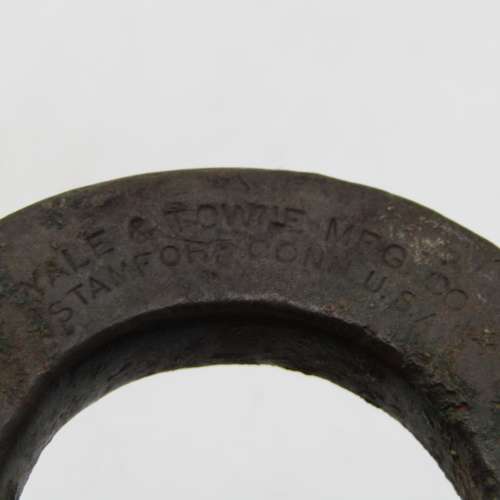 YALE & TOWNE MFG. CO
STAMFORD CONN. U.S.A.